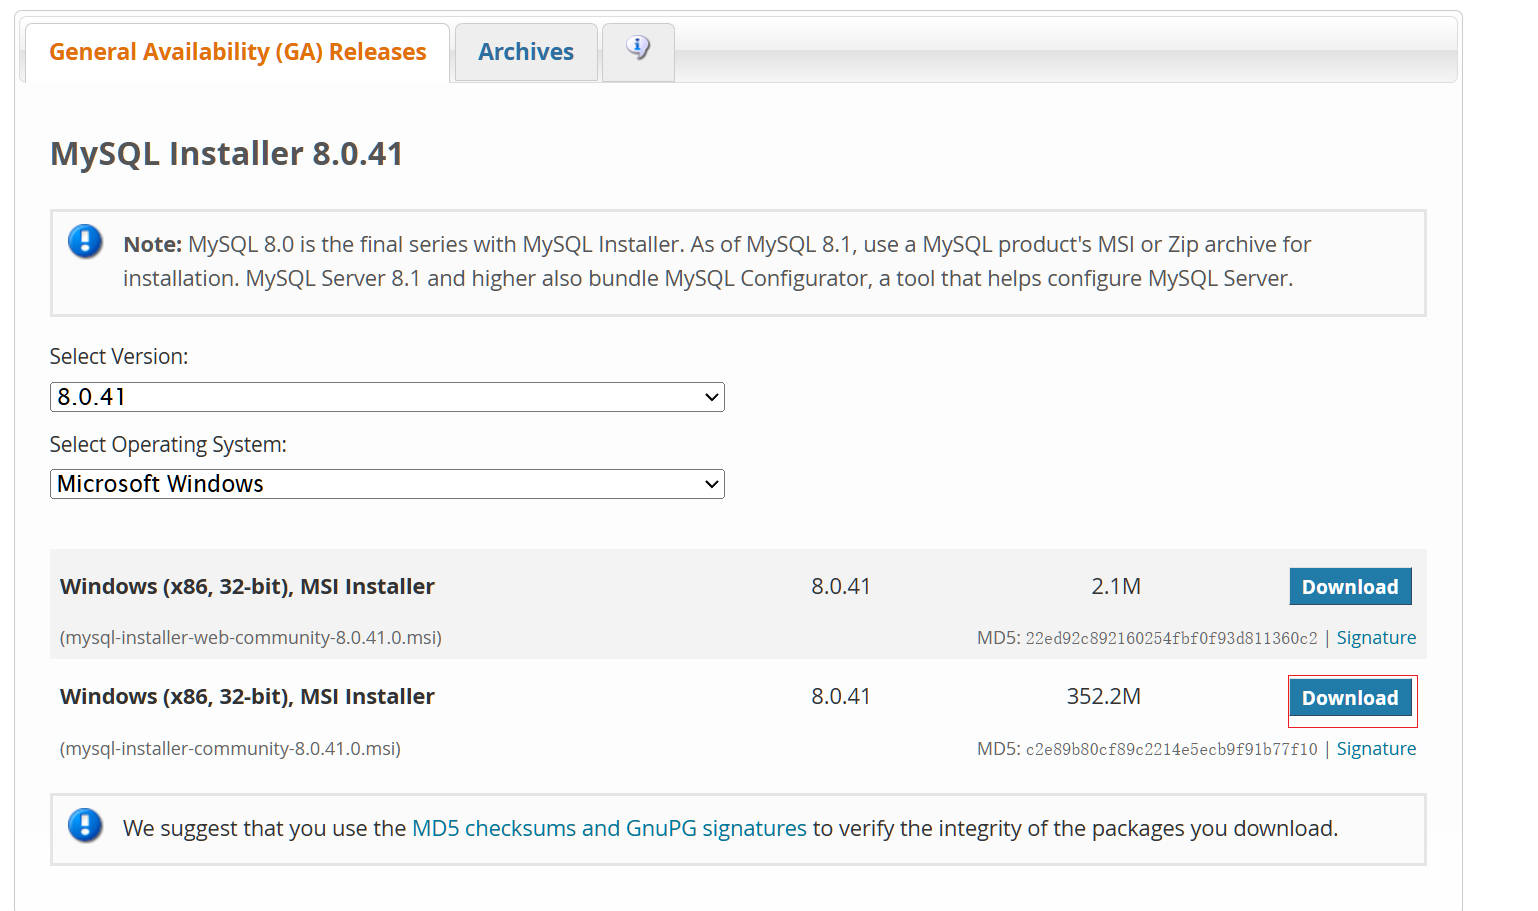 General Availability (GA) Releases
Archives
MySQL Installer 8.0.41
Note: MySQL 8.0 is the final series with MySQL Installer. As of MySQL 8.1, use a MySQL product's MSI or Zip archive for
installation. MySQL Server 8.1 and higher also bundle MySQL Configurator, a tool that helps configure MySQL Server.
Select Version:
8.0.41
Select Operating System:
Microsoft Windows
Windows (x86, 32-bit), MSI Installer 8.0.41 2.1M Download
(mysql-installer-web-community-8.0.41.0.msi) MD5: 22ed92c892160254fbf0f93d811360c2 | Signature
Windows (x86, 32-bit), MSI Installer 8.0.41 352.2M Download
(mysql-installer-community-8.0.41.0.msi) MD5: c2e89b80cf89c2214e5ecb9f91b77f10 | Signature
We suggest that you use the MD5 checksums and GnuPG signatures to verify the integrity of the packages you download.